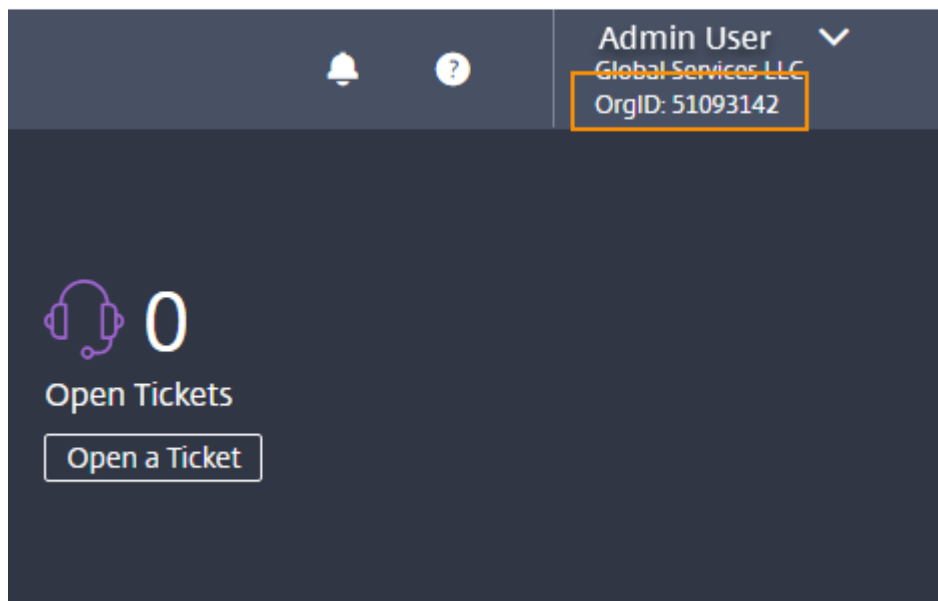 Admin User
Global Services LLC
OrgID: 51093142
?
0
Open Tickets
Open a Ticket